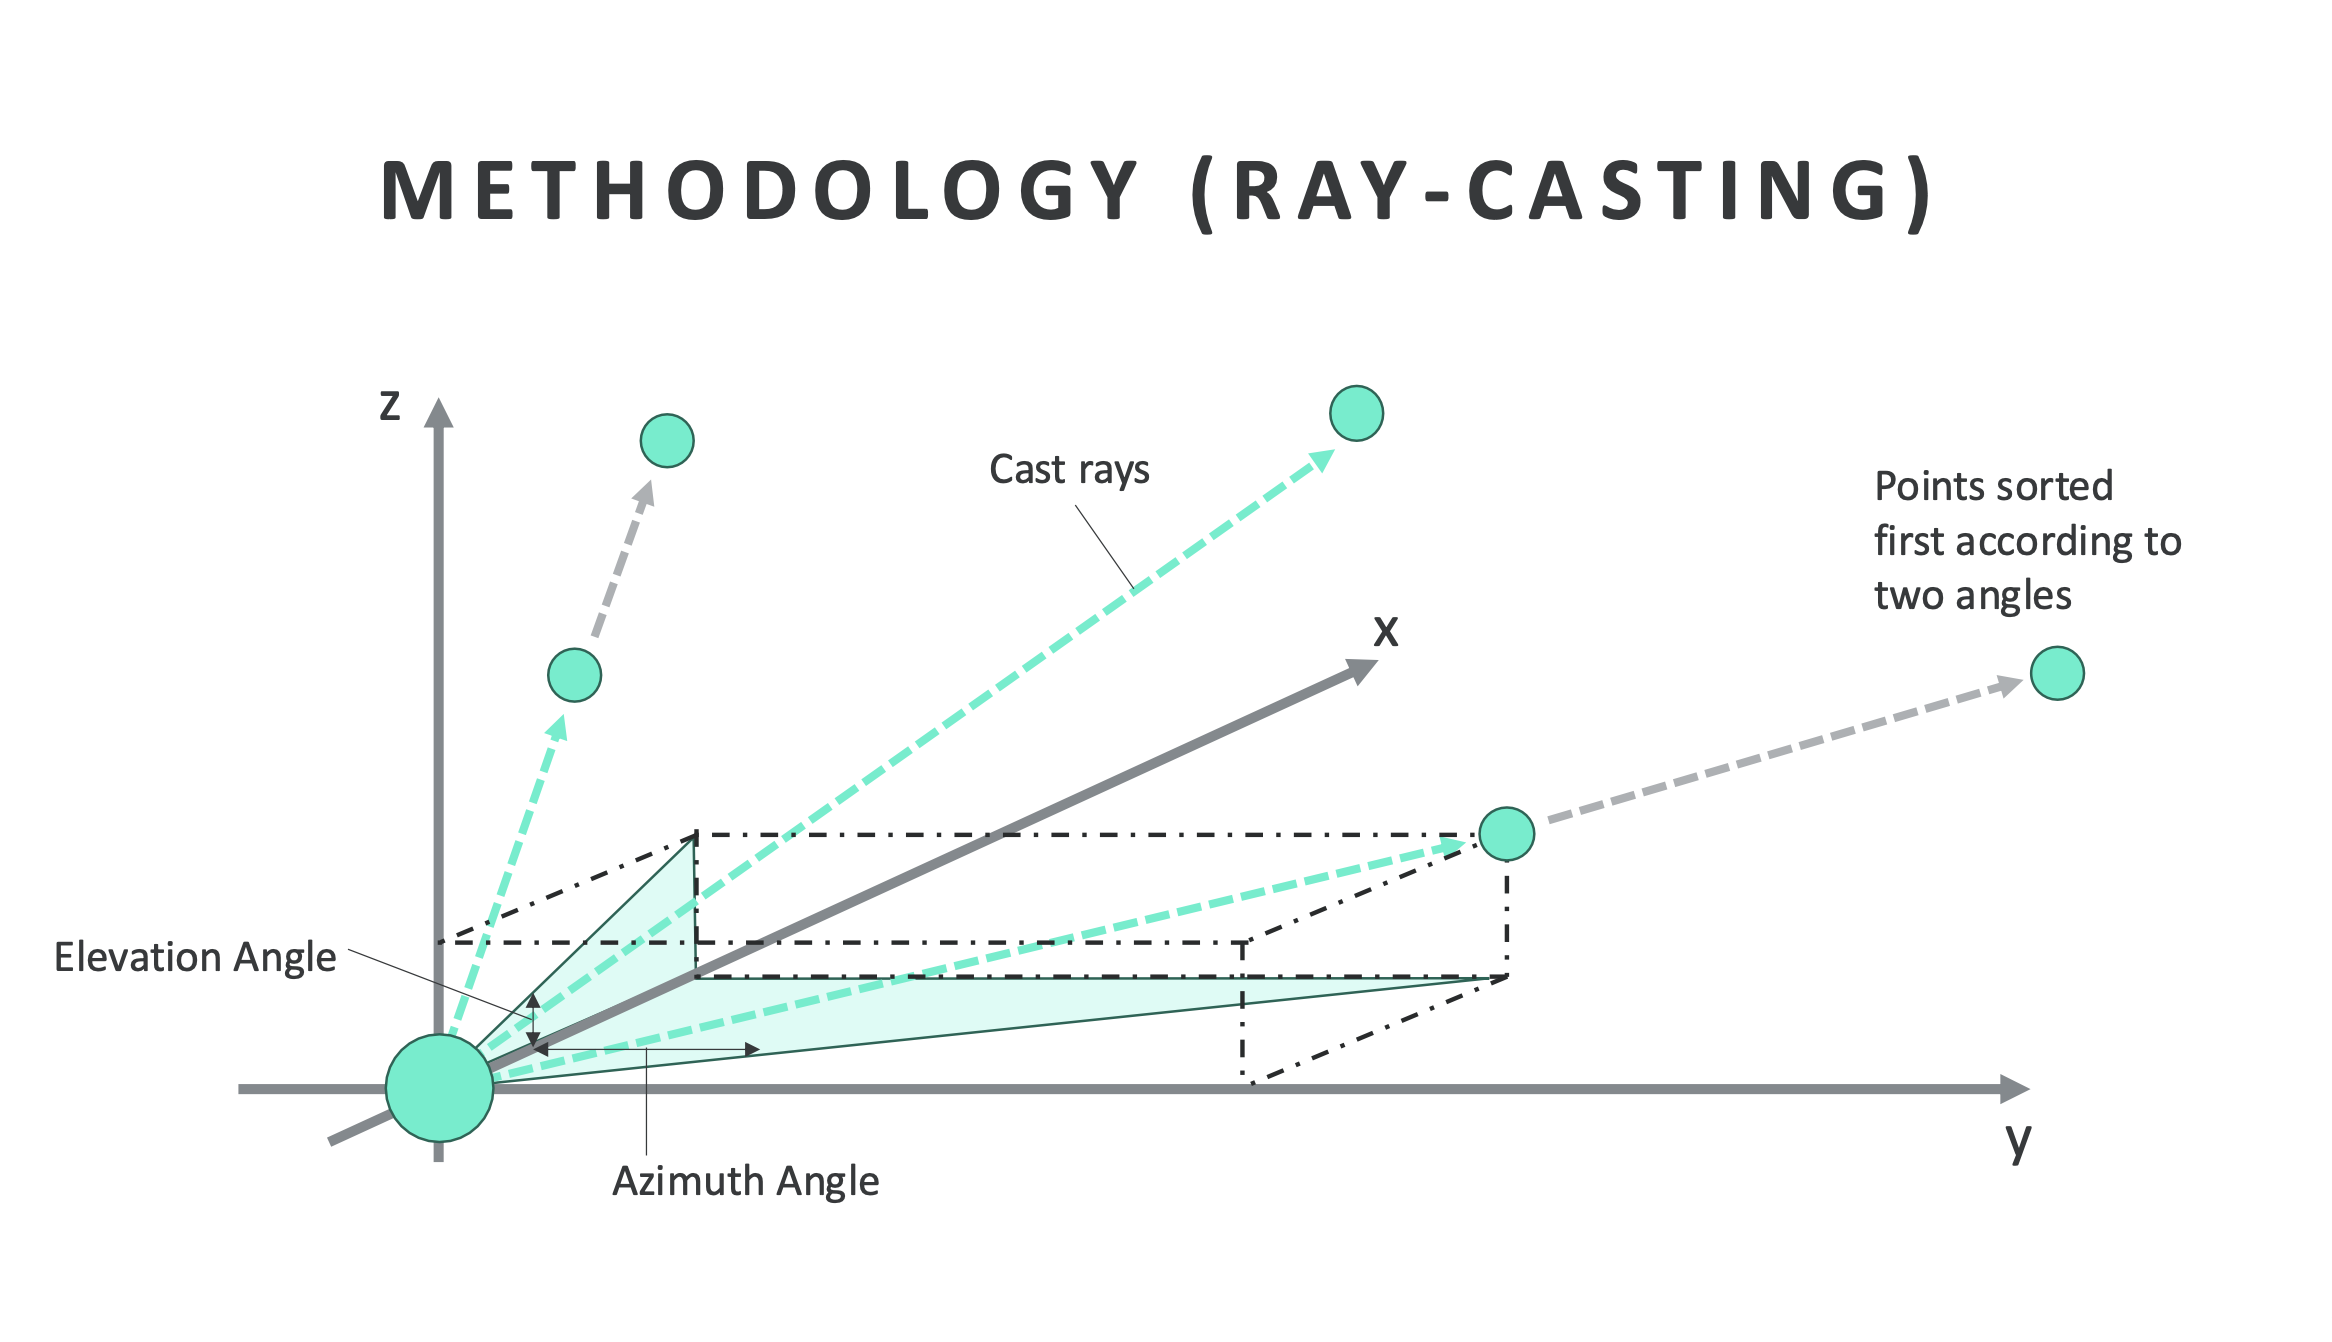 METHODOLOGY (RAY-CASTING)
z
Cast rays
Points sorted
first according to
two angles
x
Elevation Angle
y
Azimuth Angle